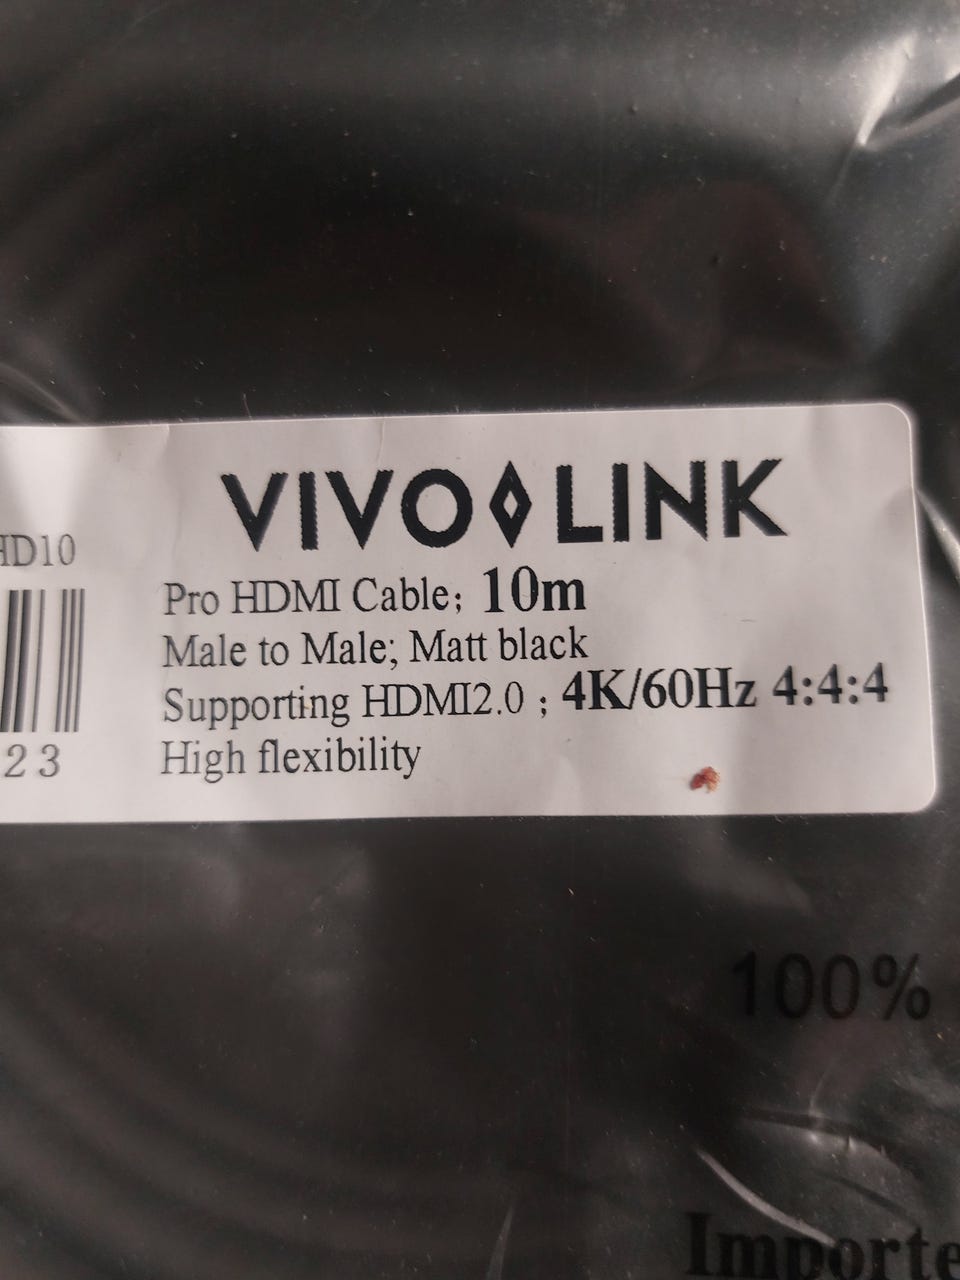 VIVO LINK
HD10
Pro HDMI Cable; 10m
Male to Male; Matt black
Supporting HDMI2.0 ; 4K/60Hz 4:4:4
High flexibility
23
100%